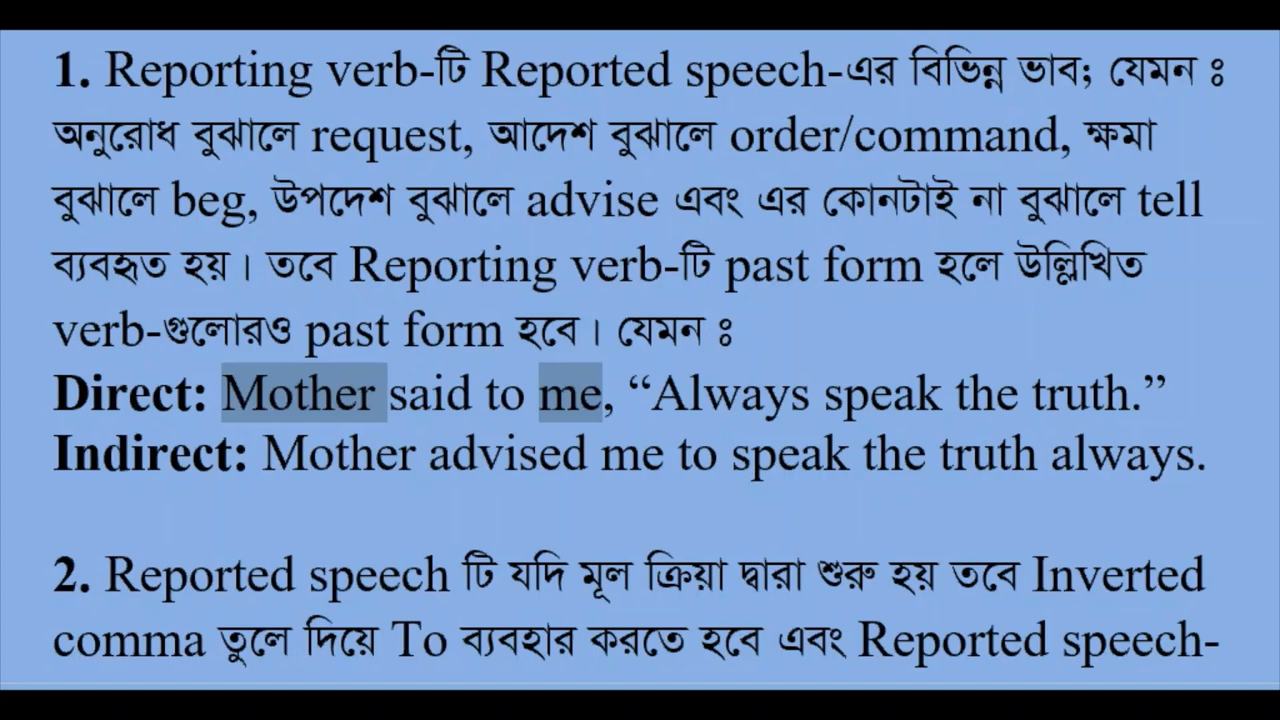 1. Reporting verb-টি Reported speech-এর বিভিন্ন ভাব; যেমন ঃ
অনুরোধ বুঝালে request, আদেশ বুঝালে order/command, ক্ষমা
বুঝালে beg, উপদেশ বুঝালে advise এবং এর কোনটাই না বুঝালে tell
ব্যবহৃত হয়। তবে Reporting verb-টি past form হলে উল্লিখিত
verb-গুলোরও past form হবে। যেমন ঃ
Direct: Mother said to me, “Always speak the truth.”
Indirect: Mother advised me to speak the truth always.
2. Reported speech টি যদি মূল ক্রিয়া দ্বারা শুরু হয় তবে Inverted
comma তুলে দিয়ে To ব্যবহার করতে হবে এবং Reported speech-